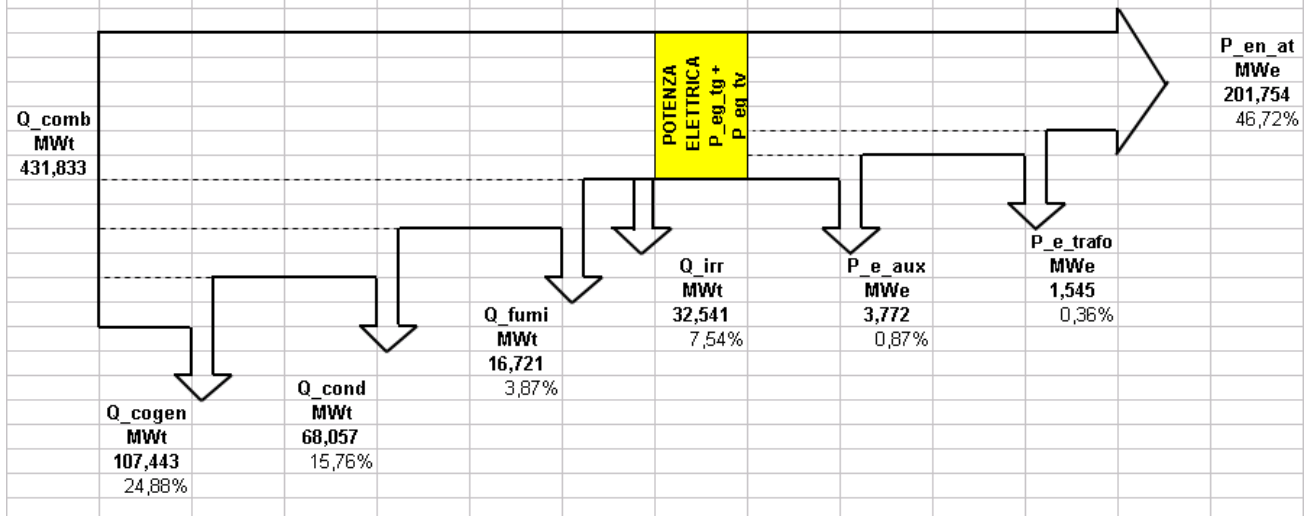 Q_comb
MWt
431,833
POTENZA
ELETTRICA
P_eg_tg +
P_eg_tv
P_en_at
MWe
201,754
46,72%
Q_cogen
MWt
107,443
24,88%
Q_cond
MWt
68,057
15,76%
Q_fumi
MWt
16,721
3,87%
Q_irr
MWt
32,541
7,54%
P_e_aux
MWe
3,772
0,87%
P_e_trafo
MWe
1,545
0,36%